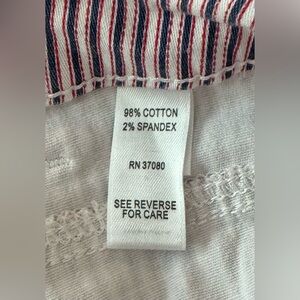 98% COTTON
2% SPANDEX
RN 37080
SEE REVERSE
FOR CARE